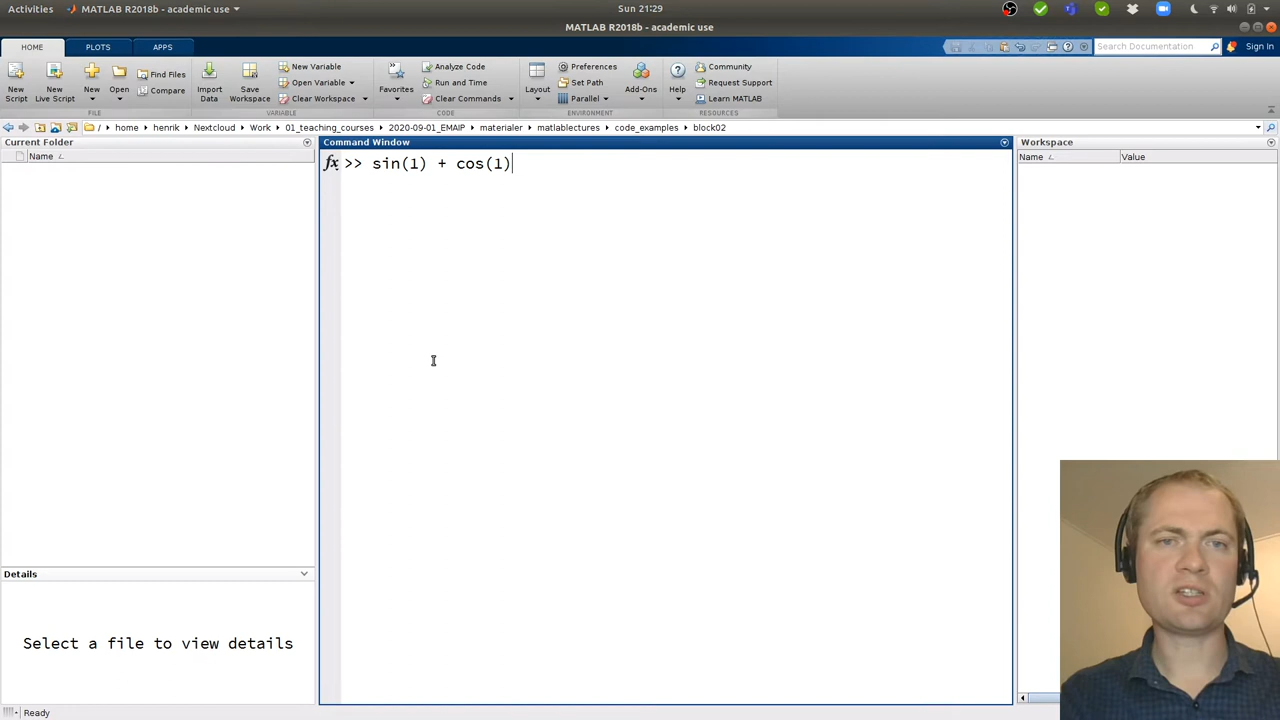 Activities MATLAB R2018b - academic use Sun 21:29
MATLAB R2018b - academic use
HOME PLOTS APPS Search Documentation Sign In
New Script New Live Script New Open Find Files Compare Import Data Save Workspace New Variable Open Variable Clear Workspace Favorites Analyze Code Run and Time Clear Commands Layout Preferences Set Path Parallel Add-Ons Help Community Request Support Learn MATLAB
FILE VARIABLE CODE ENVIRONMENT RESOURCES
/ home henrik Nextcloud Work 01_teaching_courses 2020-09-01_EMAIP materialer matlablectures code_examples block02
Current Folder Command Window Workspace
Name Name Value
fx >> sin(1) + cos(1)
Details
Select a file to view details
Ready